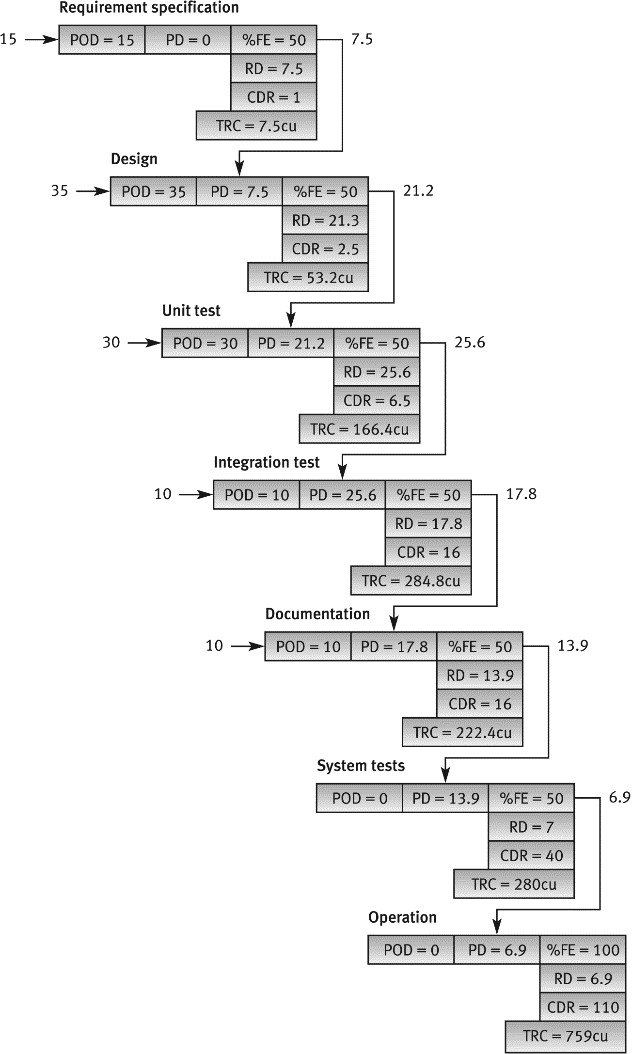 Requirement specification
15 POD = 15 PD = 0 %FE = 50 7.5
RD = 7.5
CDR = 1
TRC = 7.5cu
Design
35 POD = 35 PD = 7.5 %FE = 50 21.2
RD = 21.3
CDR = 2.5
TRC = 53.2cu
Unit test
30 POD = 30 PD = 21.2 %FE = 50 25.6
RD = 25.6
CDR = 6.5
TRC = 166.4cu
Integration test
10 POD = 10 PD = 25.6 %FE = 50 17.8
RD = 17.8
CDR = 16
TRC = 284.8cu
Documentation
10 POD = 10 PD = 17.8 %FE = 50 13.9
RD = 13.9
CDR = 16
TRC = 222.4cu
System tests
POD = 0 PD = 13.9 %FE = 50 6.9
RD = 7
CDR = 40
TRC = 280cu
Operation
POD = 0 PD = 6.9 %FE = 100
RD = 6.9
CDR = 110
TRC = 759cu